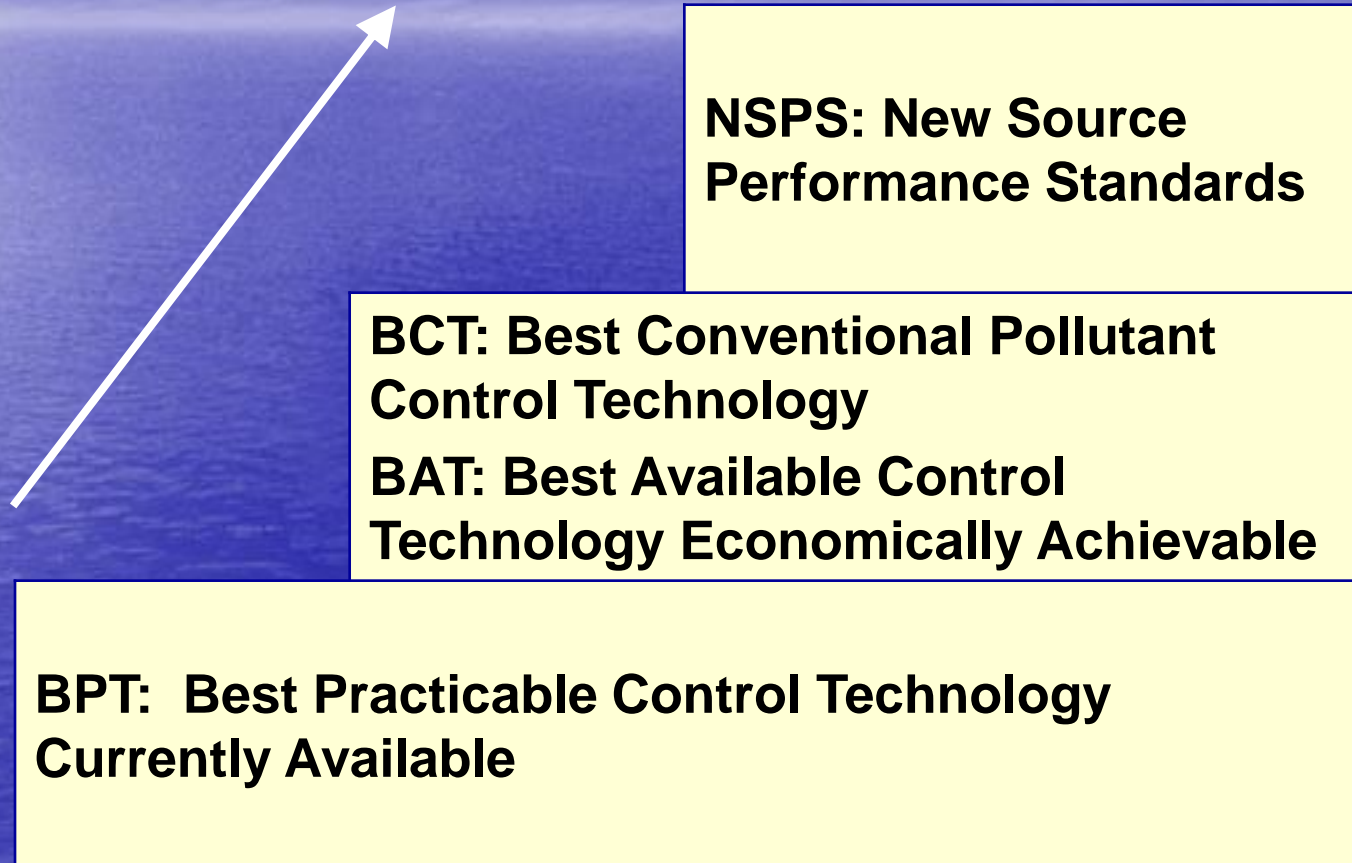 NSPS: New Source
Performance Standards
BCT: Best Conventional Pollutant
Control Technology
BAT: Best Available Control
Technology Economically Achievable
BPT:  Best Practicable Control Technology
Currently Available